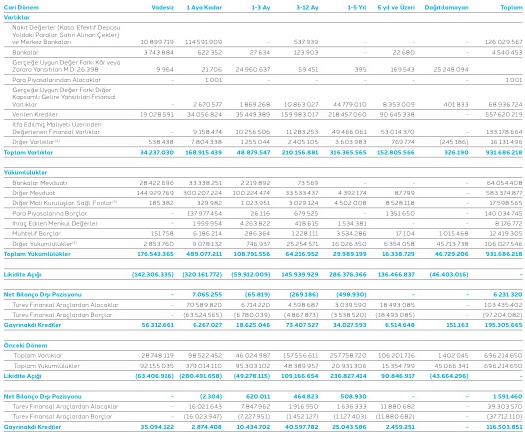 Cari Dönem Vadesiz 1 Aya Kadar 1-3 Ay 3-12 Ay 1-5 Yıl 5 yıl ve Üzeri Dağıtılamayan Toplam
Varlıklar
Nakit Değerler (Kasa, Efektif Deposu
Yoldaki Paralar, Satın Alınan Çekler)
ve Merkez Bankaları 10.899.719 114.591.909 - 537.939 - - - 126.029.567
Bankalar 3.743.884 622.352 27.634 123.903 - 22.680 - 4.540.453
Gerçeğe Uygun Değer Farkı Kâr veya
Zarara Yansıtılan M.D. 26.398 9.964 21.706 24.960.637 59.451 395 169.543 25.248.094
Para Piyasalarından Alacaklar - 1.001 - - - - - 1.001
Gerçeğe Uygun Değer Farkı Diğer
Kapsamlı Gelire Yansıtılan Finansal
Varlıklar - 2.670.577 1.869.268 10.863.027 44.779.010 8.353.009 401.833 68.936.724
Verilen Krediler 19.028.591 34.056.824 35.449.389 159.983.017 218.457.060 90.645.338 - 557.620.219
İtfa Edilmiş Maliyeti Üzerinden
Değerlenen Finansal Varlıklar - 9.158.474 10.256.506 11.283.253 49.466.061 53.014.370 - 133.178.664
Diğer Varlıklar 538.438 7.804.338 1.255.044 2.405.105 3.603.983 769.774 (245.186) 16.131.496
Toplam Varlıklar 34.237.030 168.915.439 48.879.547 210.156.881 316.365.565 152.805.566 326.190 931.686.218
Yükümlülükler
Bankalar Mevduatı 28.422.696 33.338.251 2.219.892 73.569 - - - 64.054.408
Diğer Mevduat 144.929.769 300.207.224 100.224.474 33.533.437 4.392.174 87.799 - 583.374.877
Diğer Mali Kuruluşlar. Sağl. Fonlar 185.382 329.982 1.023.951 3.029.124 4.502.008 8.528.118 - 17.598.565
Para Piyasalarına Borçlar - 137.977.454 26.116 679.525 - 1.351.650 - 140.034.745
İhraç Edilen Menkul Değerler - 1.959.954 4.263.822 418.615 1.534.381 - - 8.176.772
Muhtelif Borçlar 151.758 6.186.214 286.364 1.228.111 3.534.286 17.104 1.015.468 12.419.305
Diğer Yükümlülükler 2.853.760 9.078.132 746.937 25.254.571 16.026.350 6.354.058 45.713.738 106.027.546
Toplam Yükümlülükler 176.543.365 489.077.211 108.791.556 64.216.952 29.989.199 16.338.729 46.729.206 931.686.218
Likidite Açığı (142.306.335) (320.161.772) (59.912.009) 145.939.929 286.376.366 136.466.837 (46.403.016) -
Net Bilanço Dışı Pozisyonu - 7.065.255 (65.819) (269.186) (498.930) - - 6.231.320
Türev Finansal Araçlardan Alacaklar - 70.589.820 6.714.220 4.598.687 3.039.590 18.493.085 - 103.435.402
Türev Finansal Araçlardan Borçlar - (63.524.565) (6.780.039) (4.867.873) (3.538.520) (18.493.085) - (97.204.082)
Gayrinakdi Krediler 56.312.661 6.267.027 18.625.046 73.407.527 34.027.593 6.514.648 151.163 195.305.665
Önceki Dönem
Toplam Varlıklar 28.748.119 98.522.452 46.024.987 157.556.611 257.758.720 106.201.716 1.402.045 696.214.650
Toplam Yükümlülükler 92.155.035 379.014.110 95.303.102 48.389.957 20.931.306 15.354.799 45.066.341 696.214.650
Likidite Açığı (63.406.916) (280.491.658) (49.278.115) 109.166.654 236.827.414 90.846.917 (43.664.296) -
Net Bilanço Dışı Pozisyonu - (2.304) 620.011 464.823 508.930 - - 1.591.460
Türev Finansal Araçlardan Alacaklar - 16.021.643 7.847.962 1.916.950 1.636.333 11.880.682 - 39.303.570
Türev Finansal Araçlardan Borçlar - (16.023.947) (7.227.951) (1.452.127) (1.127.403) (11.880.682) - (37.712.110)
Gayrinakdi Krediler 35.094.122 2.874.408 10.434.702 40.597.782 25.043.586 2.459.251 - 116.503.851